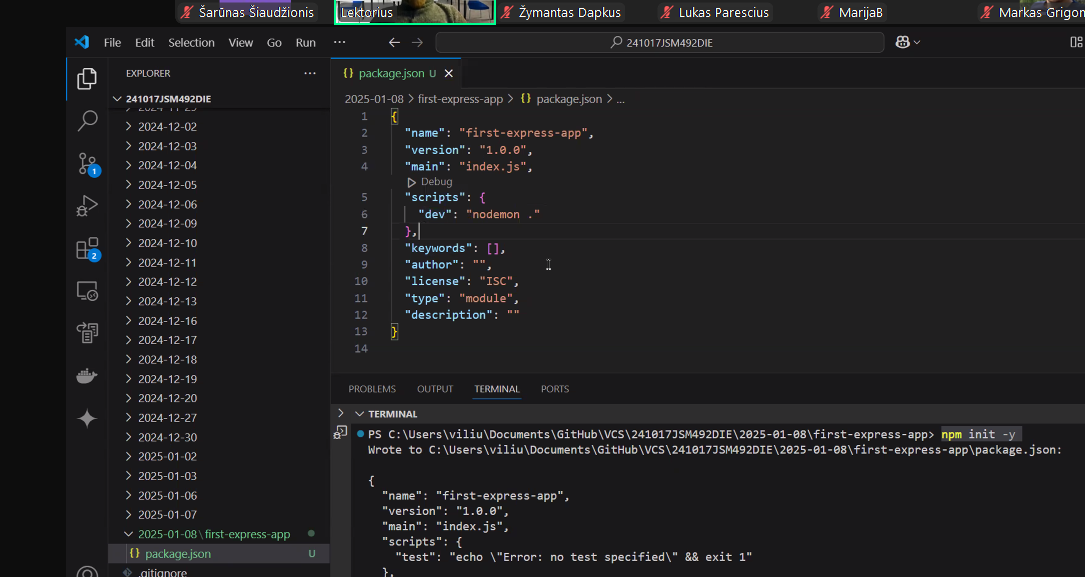 Šarūnas Šiaudžionis
Lektorius
Žymantas Dapkus
Lukas Parescius
MarijaB
Markas Grigon
File Edit Selection View Go Run ···
241017JSM492DIE
EXPLORER
241017JSM492DIE
2024-12-02
2024-12-03
2024-12-04
2024-12-05
2024-12-06
2024-12-09
2024-12-10
2024-12-11
2024-12-12
2024-12-13
2024-12-16
2024-12-17
2024-12-18
2024-12-19
2024-12-20
2024-12-27
2024-12-30
2025-01-02
2025-01-03
2025-01-06
2025-01-07
2025-01-08\first-express-app
{} package.json U
.gitignore
1
2
{} package.json U
2025-01-08 > first-express-app > {} package.json > ...
1 {
2 "name": "first-express-app",
3 "version": "1.0.0",
4 "main": "index.js",
Debug
5 "scripts": {
6 "dev": "nodemon ."
7 },
8 "keywords": [],
9 "author": "",
10 "license": "ISC",
11 "type": "module",
12 "description": ""
13 }
14
PROBLEMS OUTPUT TERMINAL PORTS
TERMINAL
PS C:\Users\viliu\Documents\GitHub\VCS\241017JSM492DIE\2025-01-08\first-express-app> npm init -y
Wrote to C:\Users\viliu\Documents\GitHub\VCS\241017JSM492DIE\2025-01-08\first-express-app\package.json:
{
"name": "first-express-app",
"version": "1.0.0",
"main": "index.js",
"scripts": {
"test": "echo \"Error: no test specified\" && exit 1"
},